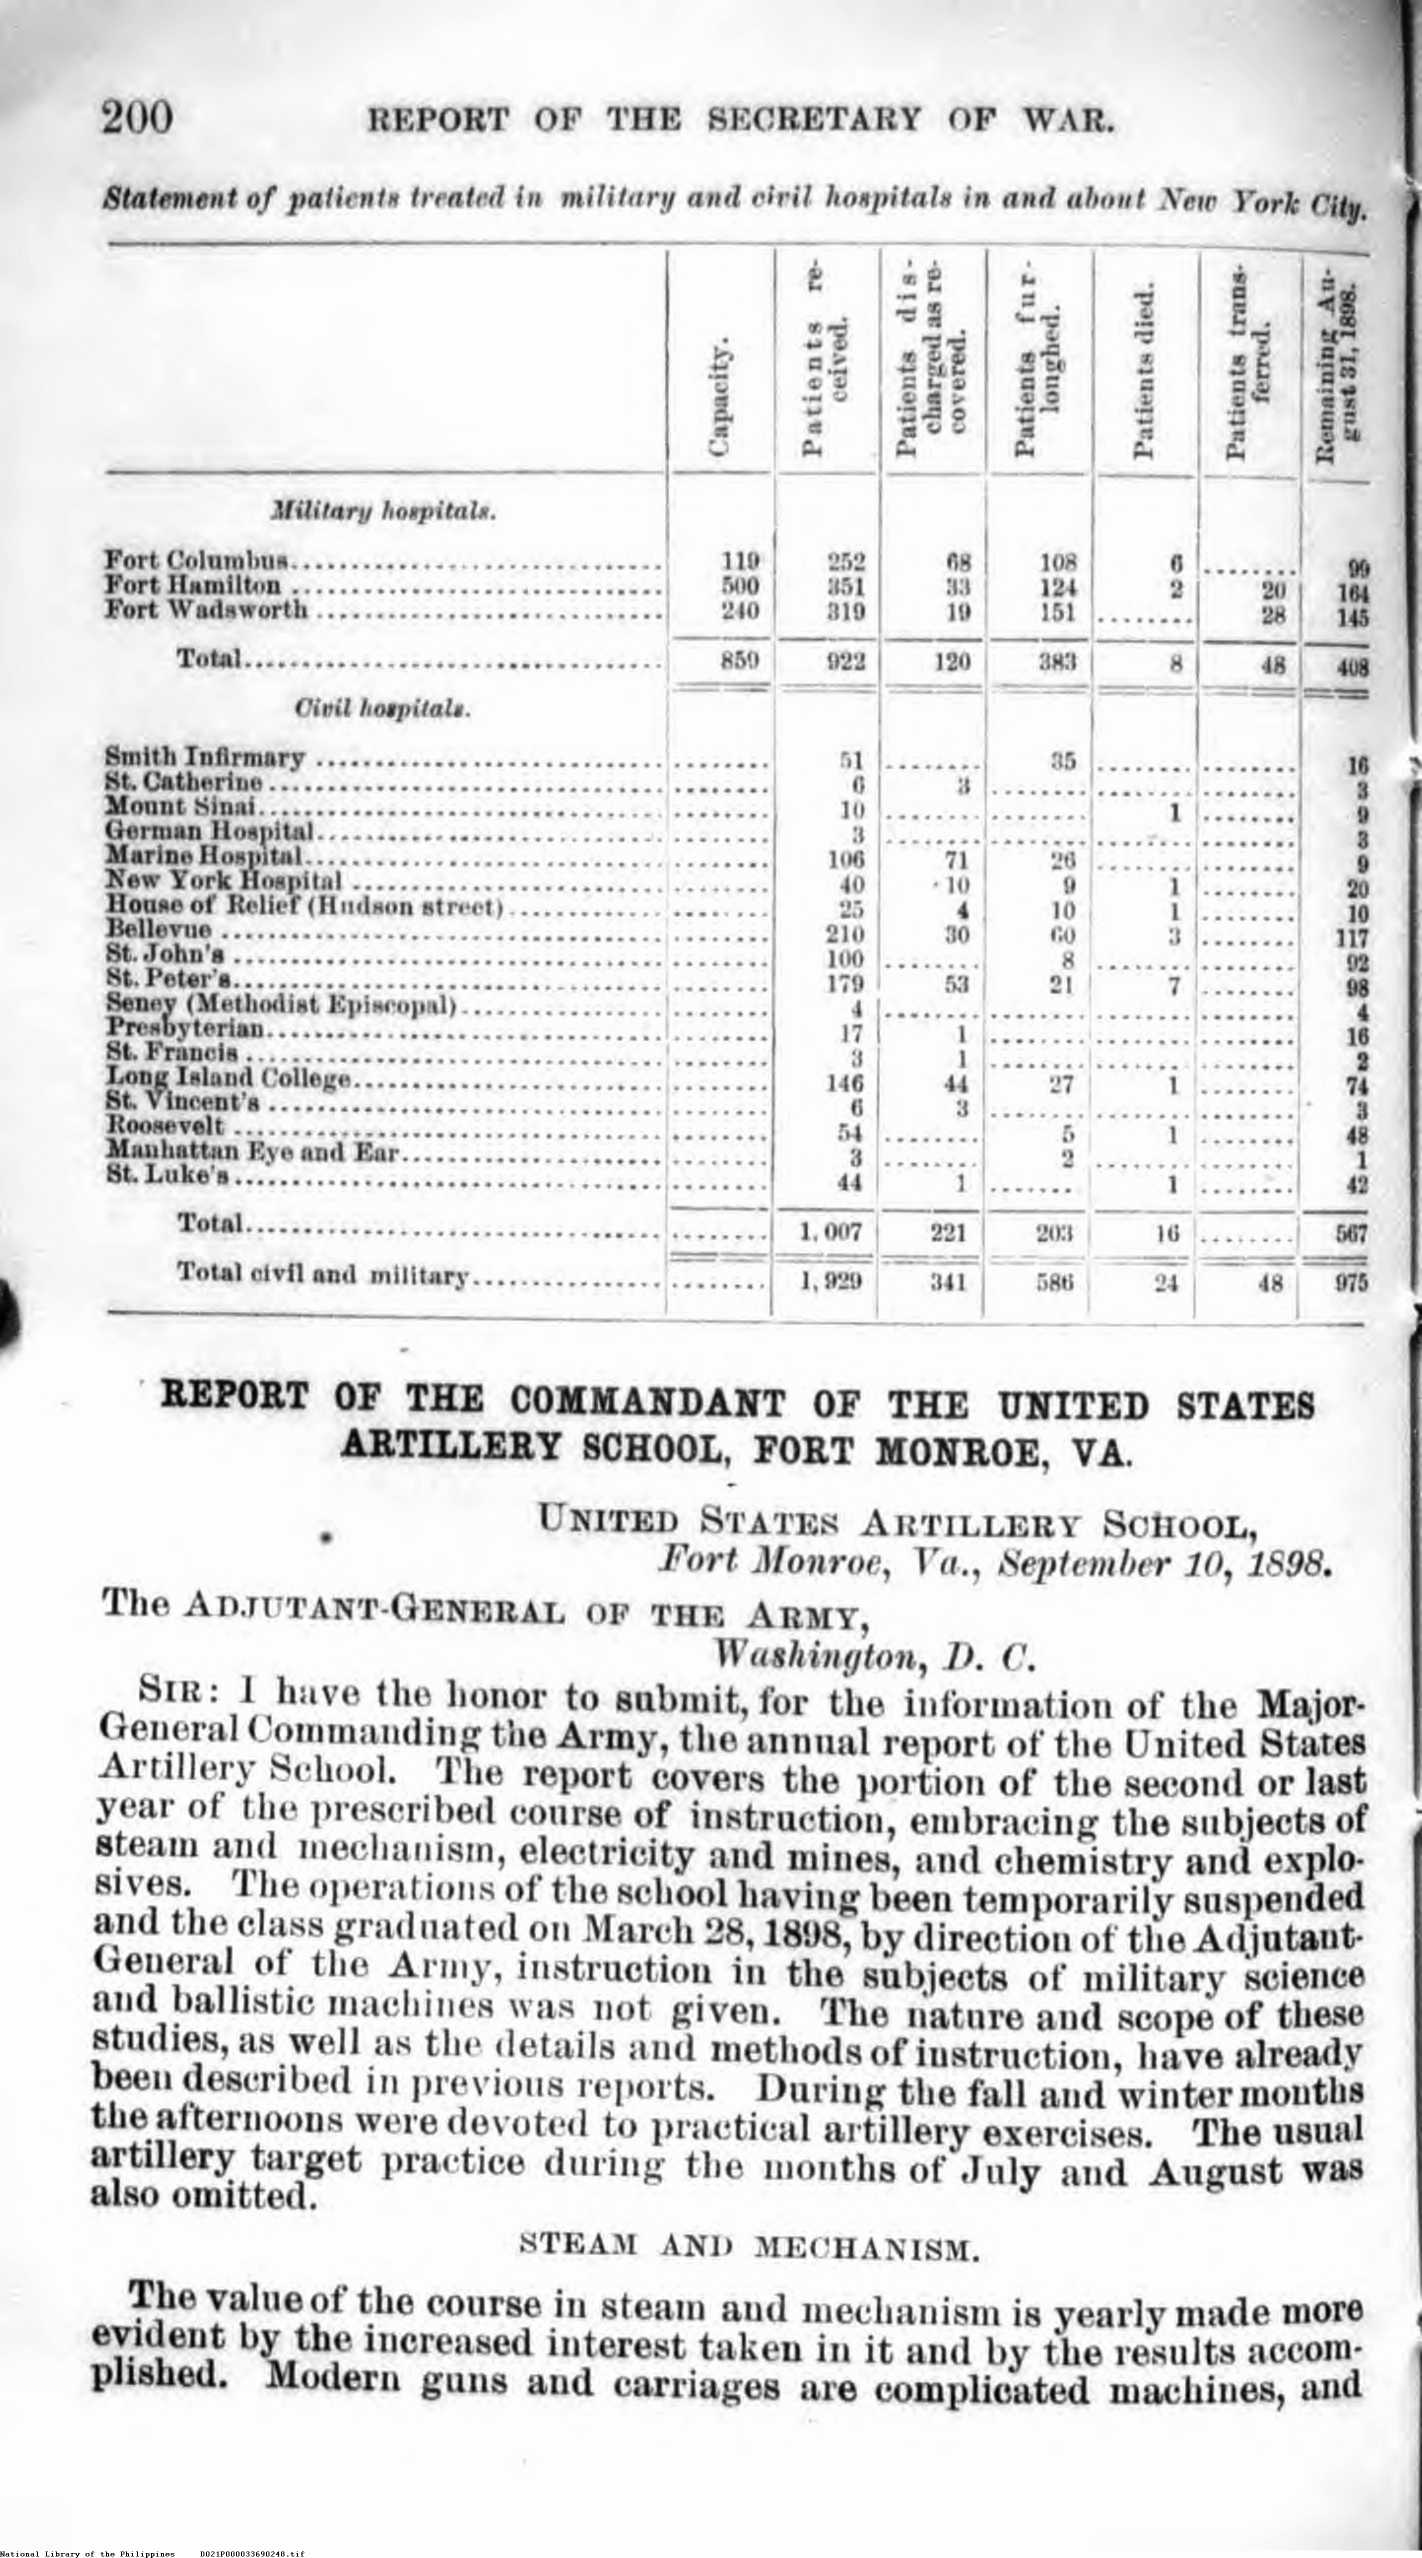 200 REPORT OF THE SECRETARY OF WAR.
Statement of patients treated in military and civil hospitals in and about New York City.
Capacity. Patients received. Patients discharged as recovered. Patients furloughed. Patients died. Patients transferred. Remaining August 31, 1898.
Military hospitals.
Fort Columbus 119 252 68 108 6 ........ 99
Fort Hamilton 500 351 33 124 2 20 164
Fort Wadsworth 240 319 19 151 ........ 28 145
Total 859 922 120 383 8 48 408
Civil hospitals.
Smith Infirmary ........ 51 ........ 35 ........ ........ 16
St. Catherine ........ 6 3 ........ ........ ........ 3
Mount Sinai ........ 10 ........ ........ 1 ........ 9
German Hospital ........ 3 ........ ........ ........ ........ 3
Marine Hospital ........ 106 71 26 ........ ........ 9
New York Hospital ........ 40 10 9 1 ........ 20
House of Relief (Hudson street) ........ 25 4 10 1 ........ 10
Bellevue ........ 210 30 60 3 ........ 117
St. John's ........ 100 ........ 8 ........ ........ 92
St. Peter's ........ 179 53 21 7 ........ 98
Seney (Methodist Episcopal) ........ 4 ........ ........ ........ ........ 4
Presbyterian ........ 17 1 ........ ........ ........ 16
St. Francis ........ 3 1 ........ ........ ........ 2
Long Island College ........ 146 44 27 1 ........ 74
St. Vincent's ........ 6 3 ........ ........ ........ 3
Roosevelt ........ 54 ........ 5 1 ........ 48
Manhattan Eye and Ear ........ 3 ........ 2 ........ ........ 1
St. Luke's ........ 44 1 ........ 1 ........ 42
Total ........ 1,007 221 203 16 ........ 567
Total civil and military ........ 1,929 341 586 24 48 975
REPORT OF THE COMMANDANT OF THE UNITED STATES
ARTILLERY SCHOOL, FORT MONROE, VA.
UNITED STATES ARTILLERY SCHOOL,
Fort Monroe, Va., September 10, 1898.
The ADJUTANT-GENERAL OF THE ARMY,
Washington, D. C.
SIR: I have the honor to submit, for the information of the Major-
General Commanding the Army, the annual report of the United States
Artillery School. The report covers the portion of the second or last
year of the prescribed course of instruction, embracing the subjects of
steam and mechanism, electricity and mines, and chemistry and explo-
sives. The operations of the school having been temporarily suspended
and the class graduated on March 28, 1898, by direction of the Adjutant-
General of the Army, instruction in the subjects of military science
and ballistic machines was not given. The nature and scope of these
studies, as well as the details and methods of instruction, have already
been described in previous reports. During the fall and winter months
the afternoons were devoted to practical artillery exercises. The usual
artillery target practice during the months of July and August was
also omitted.
STEAM AND MECHANISM.
The value of the course in steam and mechanism is yearly made more
evident by the increased interest taken in it and by the results accom-
plished. Modern guns and carriages are complicated machines, and
National Library of the Philippines D021P000033690240.tif